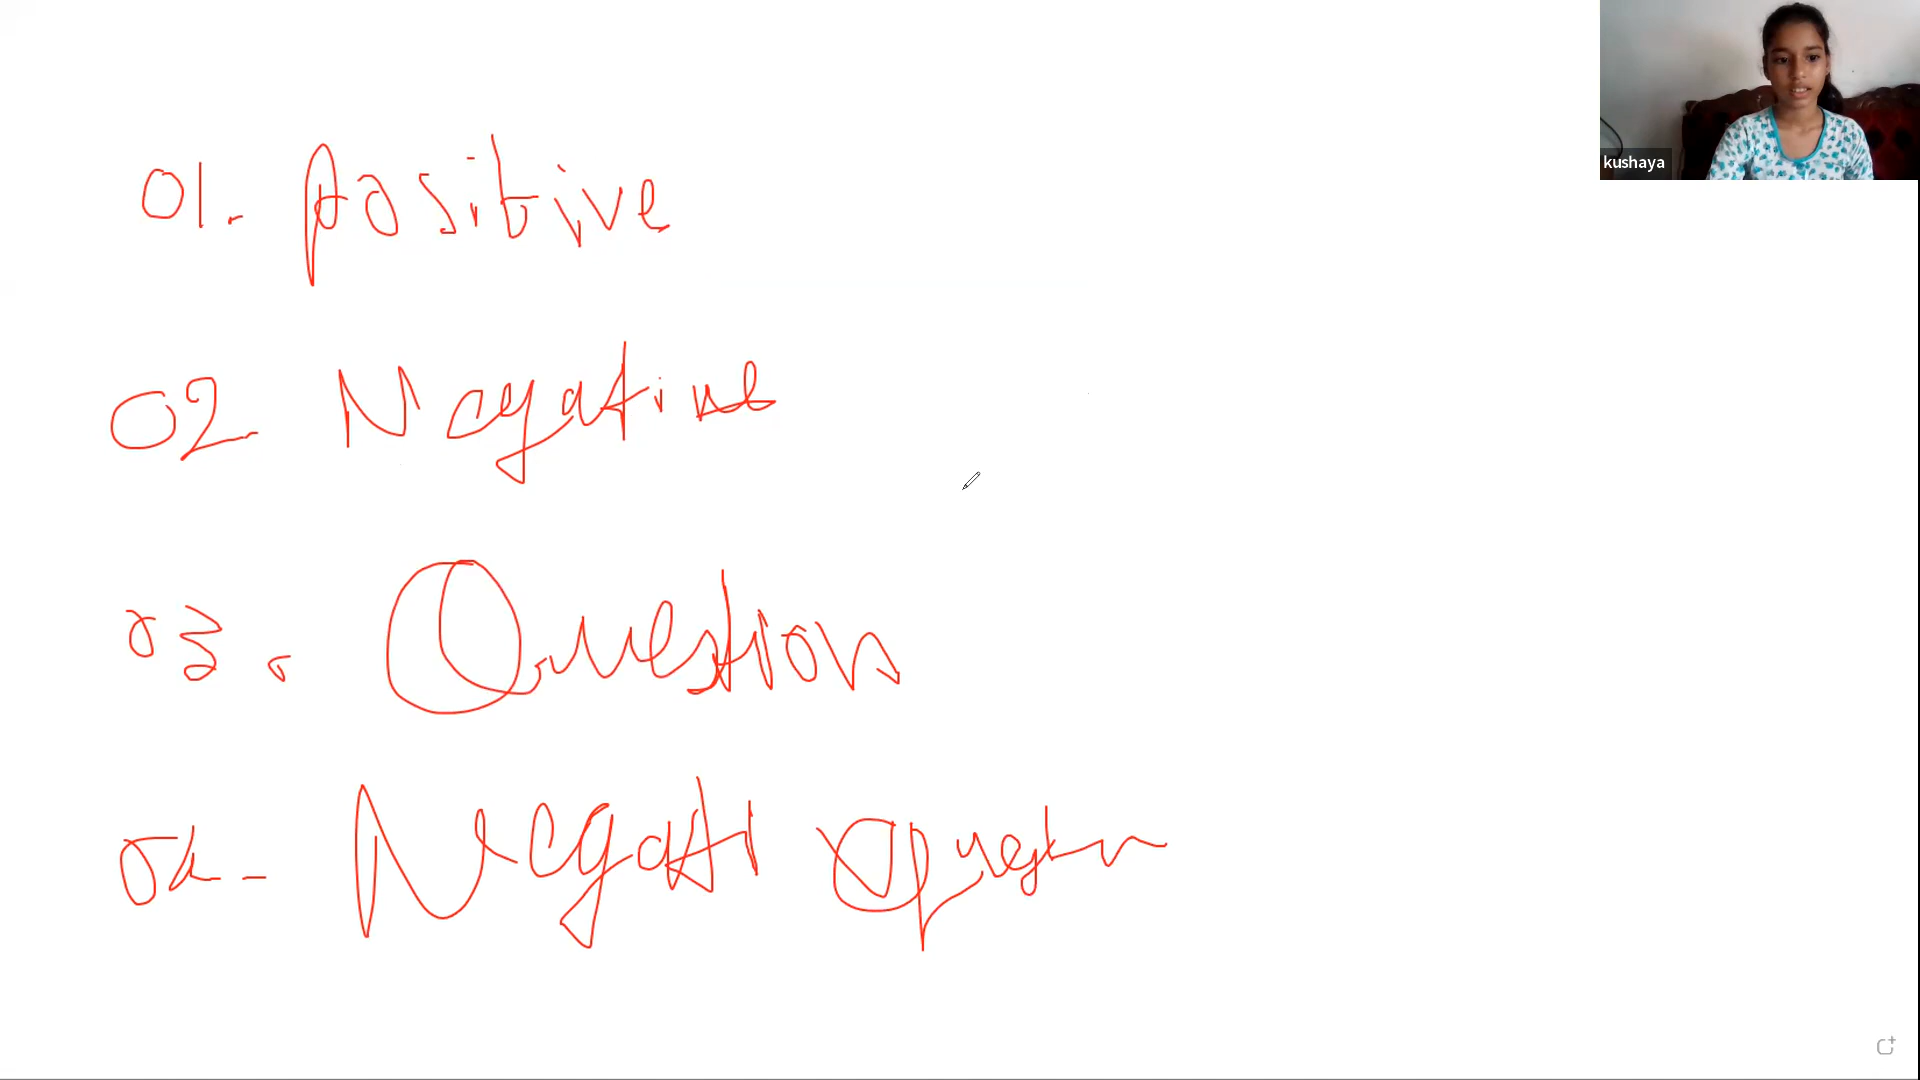 01. Positive
kushaya
02. Negative
03. Question
04 - Negati Question